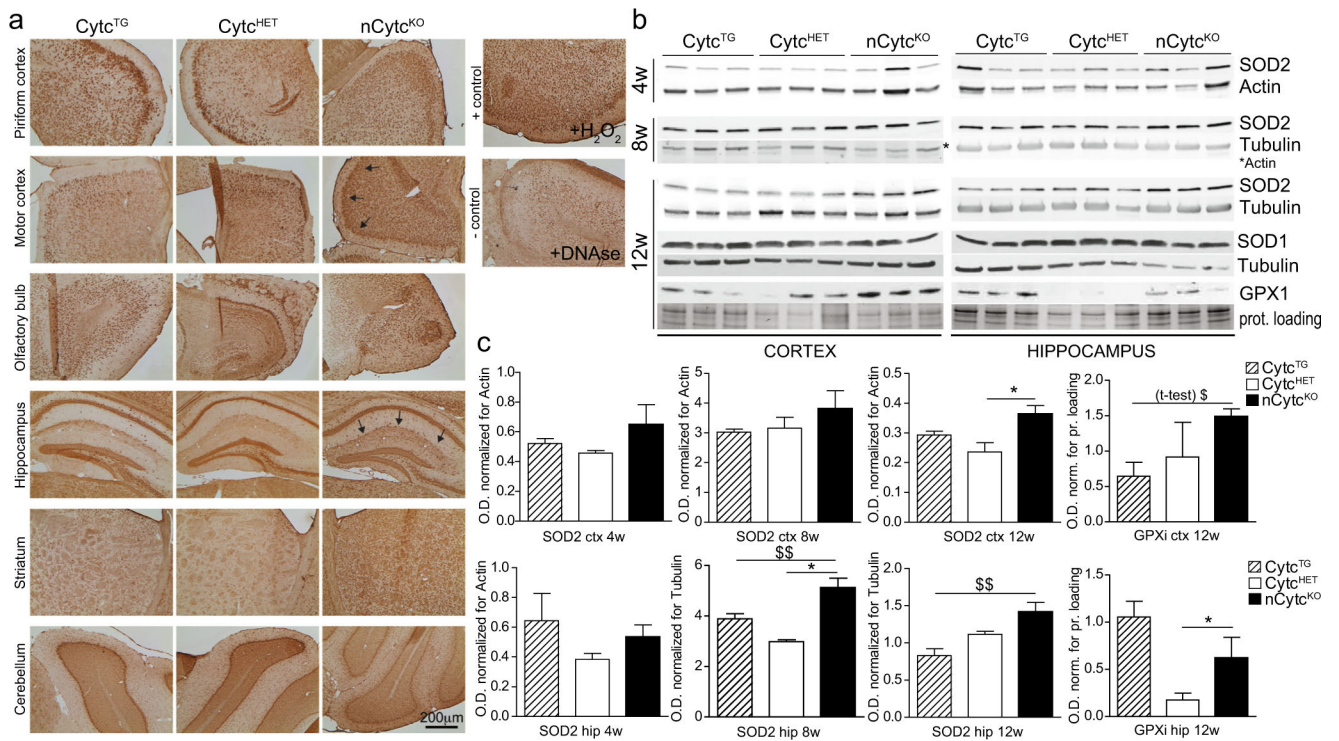 a
Cytc^TG Cytc^HET nCytc^KO
Piriform cortex
Motor cortex
Olfactory bulb
Hippocampus
Striatum
Cerebellum
+ control
+H2O2
- control
+DNAse
200µm
b
Cytc^TG Cytc^HET nCytc^KO Cytc^TG Cytc^HET nCytc^KO
4w
SOD2
Actin
8w
SOD2
* Tubulin
*Actin
12w
SOD2
Tubulin
SOD1
Tubulin
GPX1
prot. loading
CORTEX HIPPOCAMPUS
c
O.D. normalized for Actin
1.0
0.8
0.6
0.4
0.2
0.0
SOD2 ctx 4w
O.D. normalized for Actin
5
4
3
2
1
0
SOD2 ctx 8w
O.D. normalized for Actin
0.5
0.4
0.3
0.2
0.1
0.0
*
SOD2 ctx 12w
O.D. norm. for pr. loading
2.0
1.5
1.0
0.5
0.0
(t-test) $
GPXi ctx 12w
Cytc^TG
Cytc^HET
nCytc^KO
O.D. normalized for Actin
1.0
0.8
0.6
0.4
0.2
0.0
SOD2 hip 4w
O.D. normalized for Tubulin
6
4
2
0
$$
*
SOD2 hip 8w
O.D. normalized for Tubulin
2.0
1.5
1.0
0.5
0.0
$$
SOD2 hip 12w
O.D. norm. for pr. loading
1.5
1.0
0.5
0.0
*
GPXi hip 12w
Cytc^TG
Cytc^HET
nCytc^KO